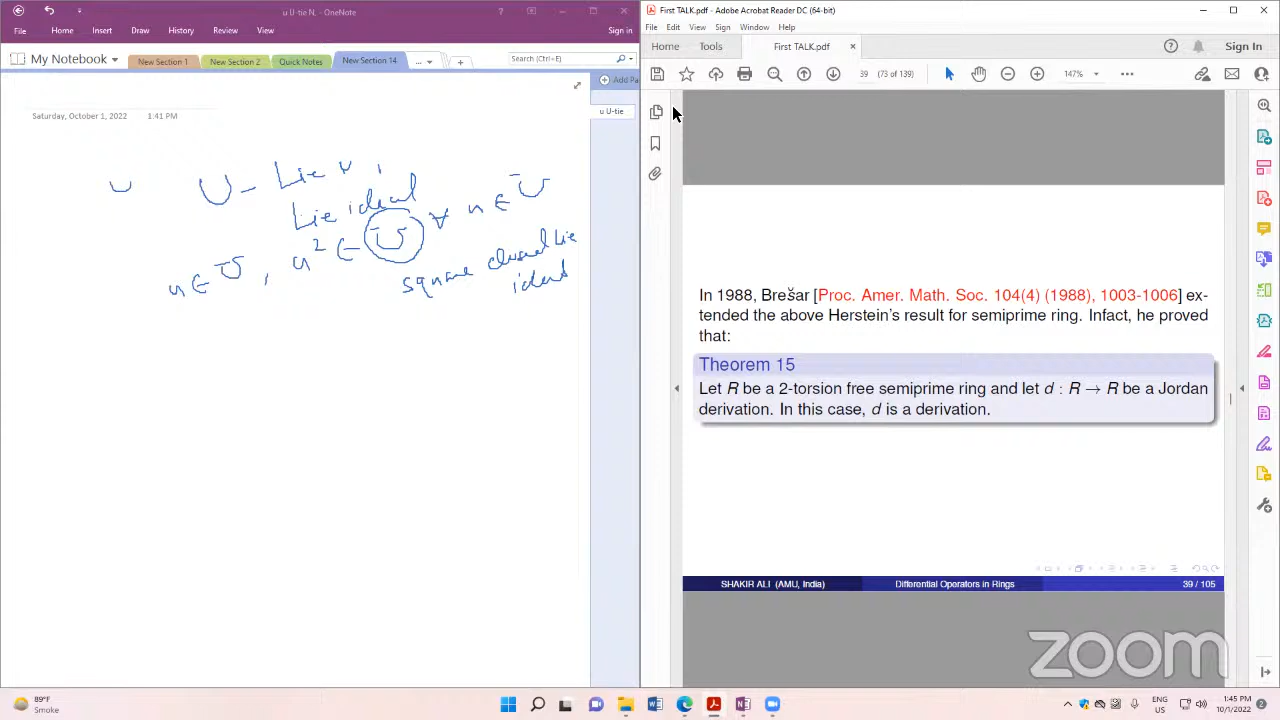 u U-tie N. - OneNote
File Home Insert Draw History Review View Sign in
My Notebook New Section 1 New Section 2 Quick Notes New Section 14 ... + Search (Ctrl+E)
Add Pa
u U-tie
Saturday, October 1, 2022 1:41 PM
U U - Lie
Lie ideal
u ∈ U, u² ∈ U ∀ u ∈ U
square closed Lie
ideal
First TALK.pdf - Adobe Acrobat Reader DC (64-bit)
File Edit View Sign Window Help
Home Tools First TALK.pdf × Sign In
39 (73 of 139) 147%
In 1988, Brešar [Proc. Amer. Math. Soc. 104(4) (1988), 1003-1006] ex-
tended the above Herstein's result for semiprime ring. Infact, he proved
that:
Theorem 15
Let R be a 2-torsion free semiprime ring and let d : R → R be a Jordan
derivation. In this case, d is a derivation.
SHAKIR ALI (AMU, India) Differential Operators in Rings 39 / 105
zoom
89°F
Smoke
ENG
US
1:45 PM
10/1/2022